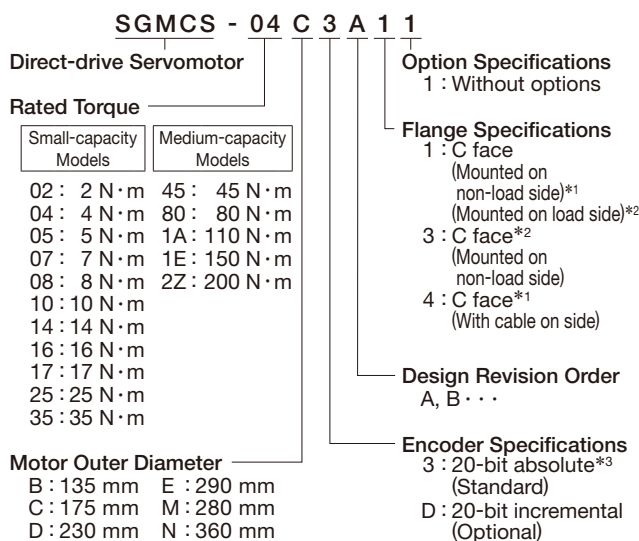 SGMCS - 04 C 3 A 1 1
Direct-drive Servomotor
Rated Torque
Small-capacity Models
02 : 2 N·m
04 : 4 N·m
05 : 5 N·m
07 : 7 N·m
08 : 8 N·m
10 : 10 N·m
14 : 14 N·m
16 : 16 N·m
17 : 17 N·m
25 : 25 N·m
35 : 35 N·m
Medium-capacity Models
45 : 45 N·m
80 : 80 N·m
1A : 110 N·m
1E : 150 N·m
2Z : 200 N·m
Motor Outer Diameter
B : 135 mm E : 290 mm
C : 175 mm M : 280 mm
D : 230 mm N : 360 mm
Option Specifications
1 : Without options
Flange Specifications
1 : C face
(Mounted on
non-load side)*1
(Mounted on load side)*2
3 : C face*2
(Mounted on
non-load side)
4 : C face*1
(With cable on side)
Design Revision Order
A, B···
Encoder Specifications
3 : 20-bit absolute*3
(Standard)
D : 20-bit incremental
(Optional)